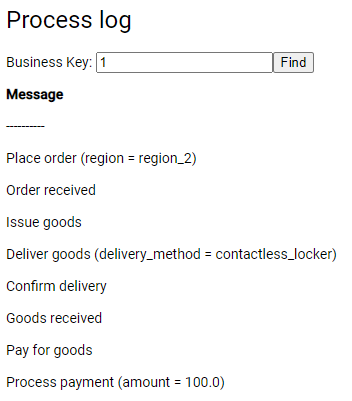 Process log
Business Key: 1 Find
Message
----------
Place order (region = region_2)
Order received
Issue goods
Deliver goods (delivery_method = contactless_locker)
Confirm delivery
Goods received
Pay for goods
Process payment (amount = 100.0)